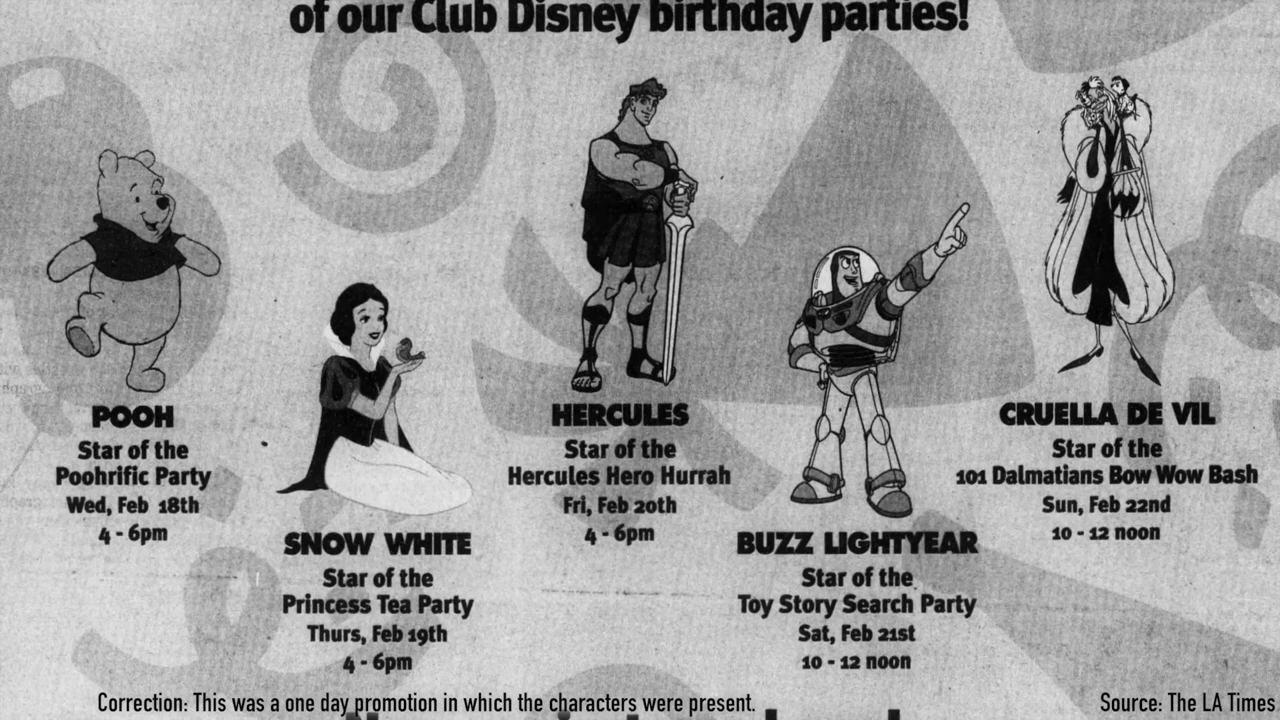 of our Club Disney birthday parties!
POOH
Star of the
Poohrific Party
Wed, Feb 18th
4 - 6pm
SNOW WHITE
Star of the
Princess Tea Party
Thurs, Feb 19th
4 - 6pm
HERCULES
Star of the
Hercules Hero Hurrah
Fri, Feb 20th
4 - 6pm
BUZZ LIGHTYEAR
Star of the
Toy Story Search Party
Sat, Feb 21st
10 - 12 noon
CRUELLA DE VIL
Star of the
101 Dalmatians Bow Wow Bash
Sun, Feb 22nd
10 - 12 noon
Correction: This was a one day promotion in which the characters were present.
Source: The LA Times